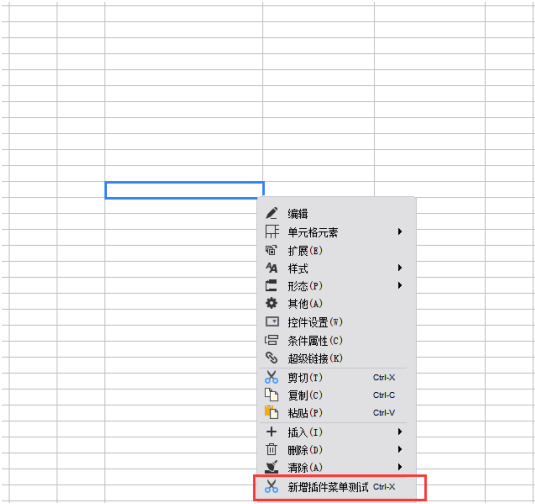 编辑
单元格元素
扩展(E)
样式
形态(P)
其他(A)
控件设置(W)
条件属性(C)
超级链接(K)
剪切(T) Ctrl-X
复制(C) Ctrl-C
粘贴(P) Ctrl-V
插入(I)
删除(D)
清除(A)
新增插件菜单测试 Ctrl-X